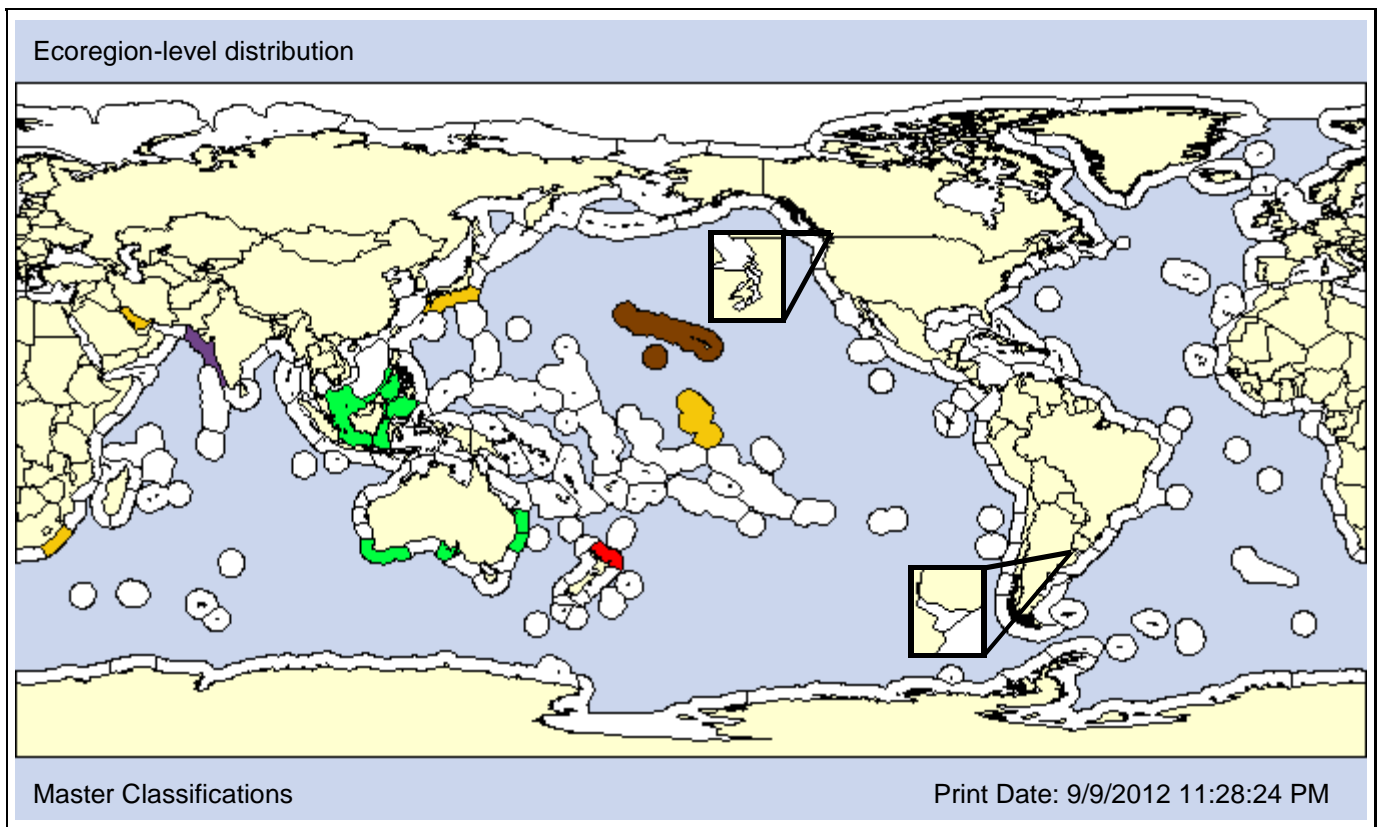 Ecoregion-level distribution
Master Classifications
Print Date: 9/9/2012 11:28:24 PM